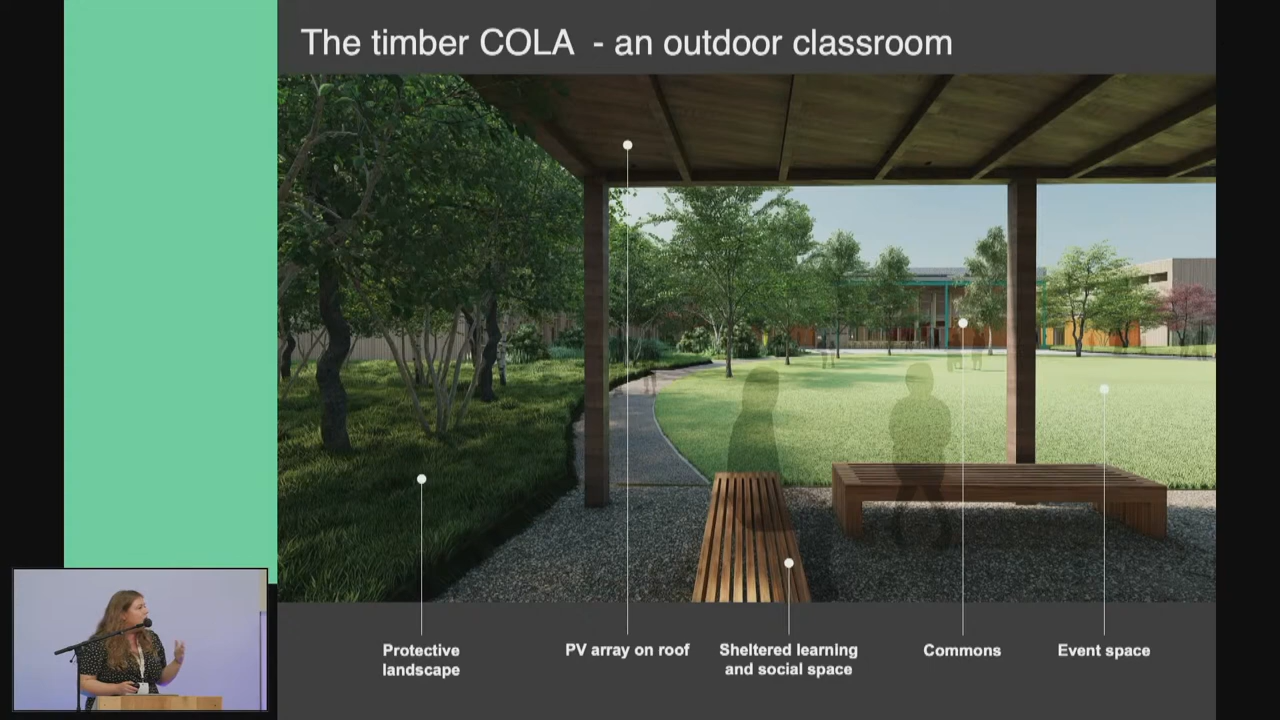 The timber COLA - an outdoor classroom
Protective
landscape
PV array on roof
Sheltered learning
and social space
Commons
Event space